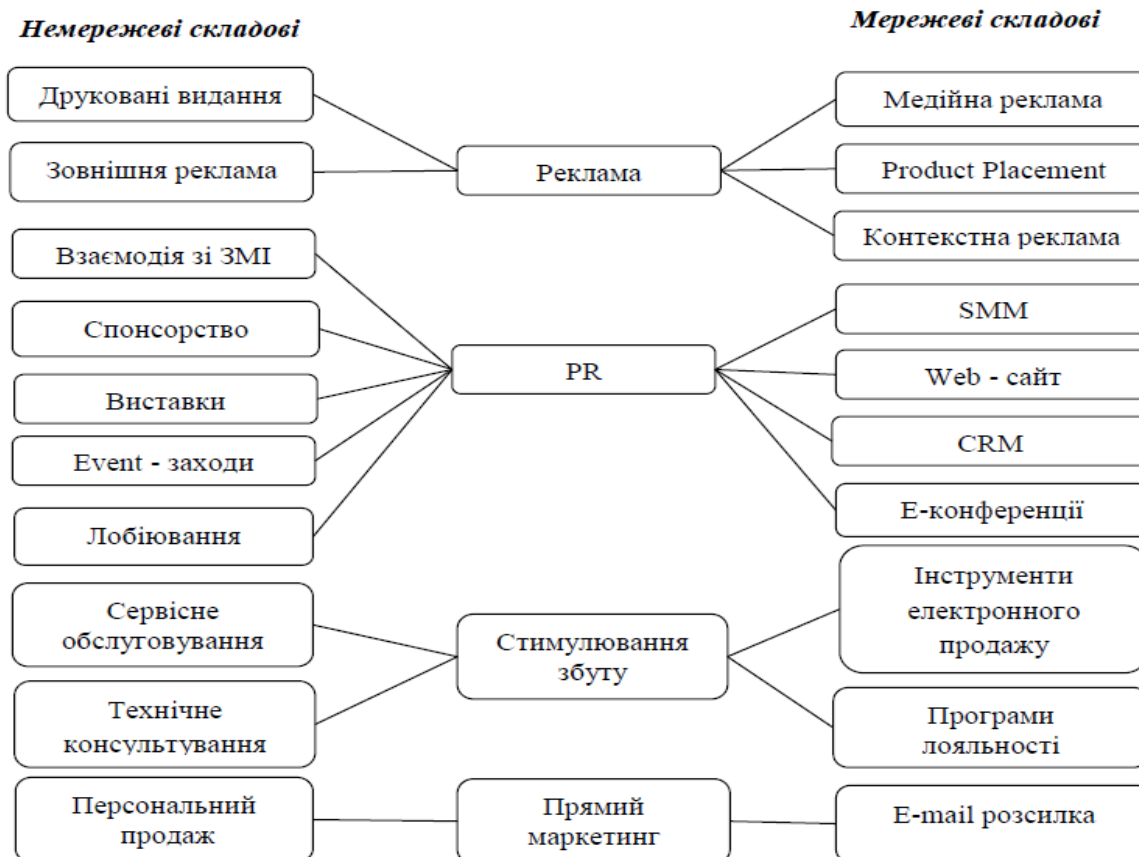 Немережеві складові
Мережеві складові
Друковані видання
Зовнішня реклама
Взаємодія зі ЗМІ
Спонсорство
Виставки
Event - заходи
Лобіювання
Сервісне
обслуговування
Технічне
консультування
Персональний
продаж
Реклама
PR
Стимулювання
збуту
Прямий
маркетинг
Медійна реклама
Product Placement
Контекстна реклама
SMM
Web - сайт
CRM
Е-конференції
Інструменти
електронного
продажу
Програми
лояльності
E-mail розсилка